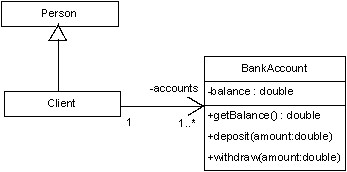 Person
Client
-accounts
1
1..*
BankAccount
-balance : double
+getBalance() : double
+deposit(amount:double)
+withdraw(amount:double)